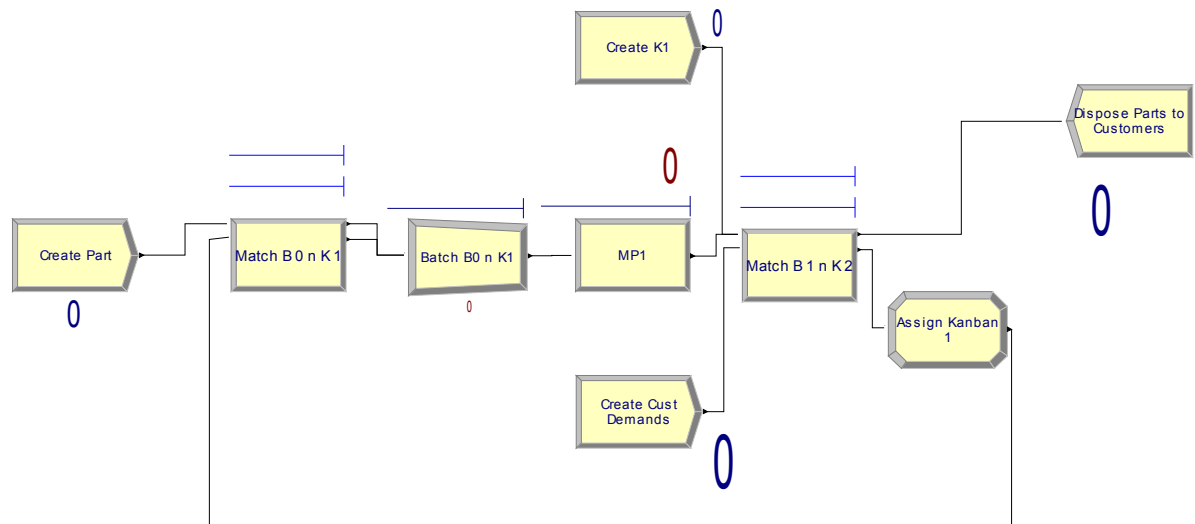 Create K1
0
Dispose Parts to
Customers
0
0
Create Part
0
Match B 0 n K 1
Batch B0 n K1
0
MP1
Match B 1 n K 2
Assign Kanban
1
Create Cust
Demands
0